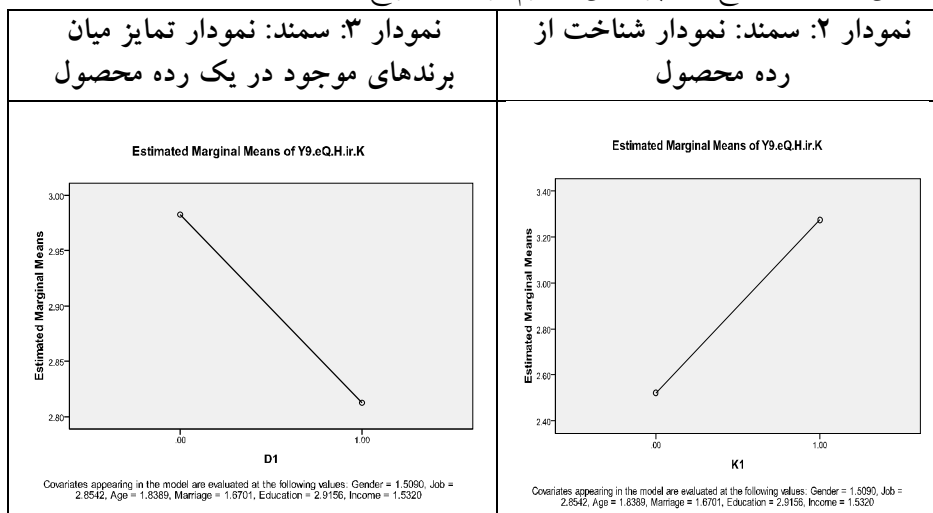 نمودار ۲: سمند: نمودار شناخت از
رده محصول
نمودار ۳: سمند: نمودار تمایز میان
برندهای موجود در یک رده محصول
Estimated Marginal Means of Y9.eQ.H.ir.K
Estimated Marginal Means
3.40
3.20
3.00
2.80
2.60
2.40
.00
1.00
K1
Covariates appearing in the model are evaluated at the following values: Gender = 1.5090, Job =
2.8542, Age = 1.8389, Marriage = 1.6701, Education = 2.9156, Income = 1.5320
Estimated Marginal Means of Y9.eQ.H.ir.K
Estimated Marginal Means
3.00
2.95
2.90
2.85
2.80
.00
1.00
D1
Covariates appearing in the model are evaluated at the following values: Gender = 1.5090, Job =
2.8542, Age = 1.8389, Marriage = 1.6701, Education = 2.9156, Income = 1.5320